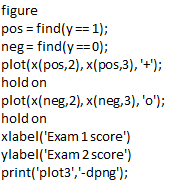 figure
pos = find(y == 1);
neg = find(y == 0);
plot(x(pos,2), x(pos,3), '+');
hold on
plot(x(neg,2), x(neg,3), 'o');
hold on
xlabel('Exam 1 score')
ylabel('Exam 2 score')
print('plot3','-dpng');